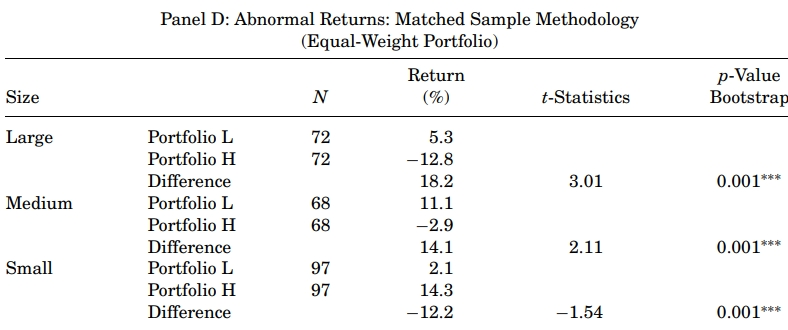 Panel D: Abnormal Returns: Matched Sample Methodology
(Equal-Weight Portfolio)
Return p-Value
Size N (%) t-Statistics Bootstrap
Large Portfolio L 72 5.3
Portfolio H 72 −12.8
Difference 18.2 3.01 0.001***
Medium Portfolio L 68 11.1
Portfolio H 68 −2.9
Difference 14.1 2.11 0.001***
Small Portfolio L 97 2.1
Portfolio H 97 14.3
Difference −12.2 −1.54 0.001***